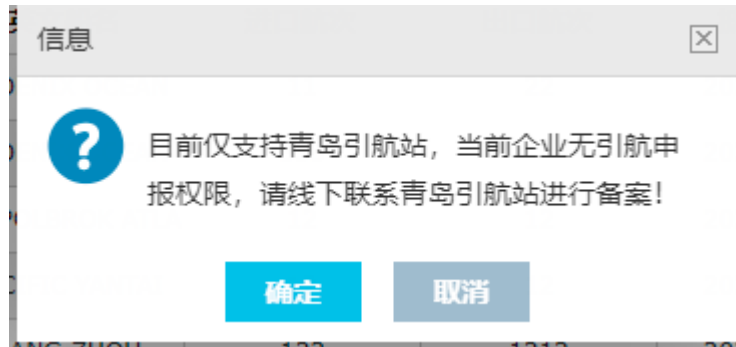 信息
目前仅支持青岛引航站，当前企业无引航申
报权限，请线下联系青岛引航站进行备案！
确定 取消